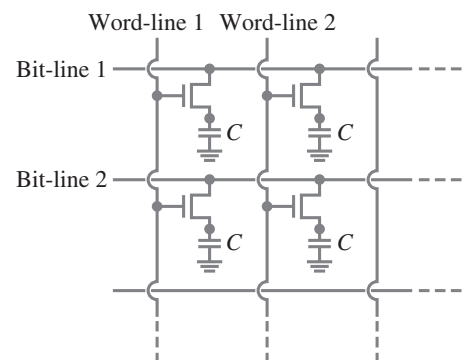 Word-line 1 Word-line 2
Bit-line 1
C C
Bit-line 2
C C